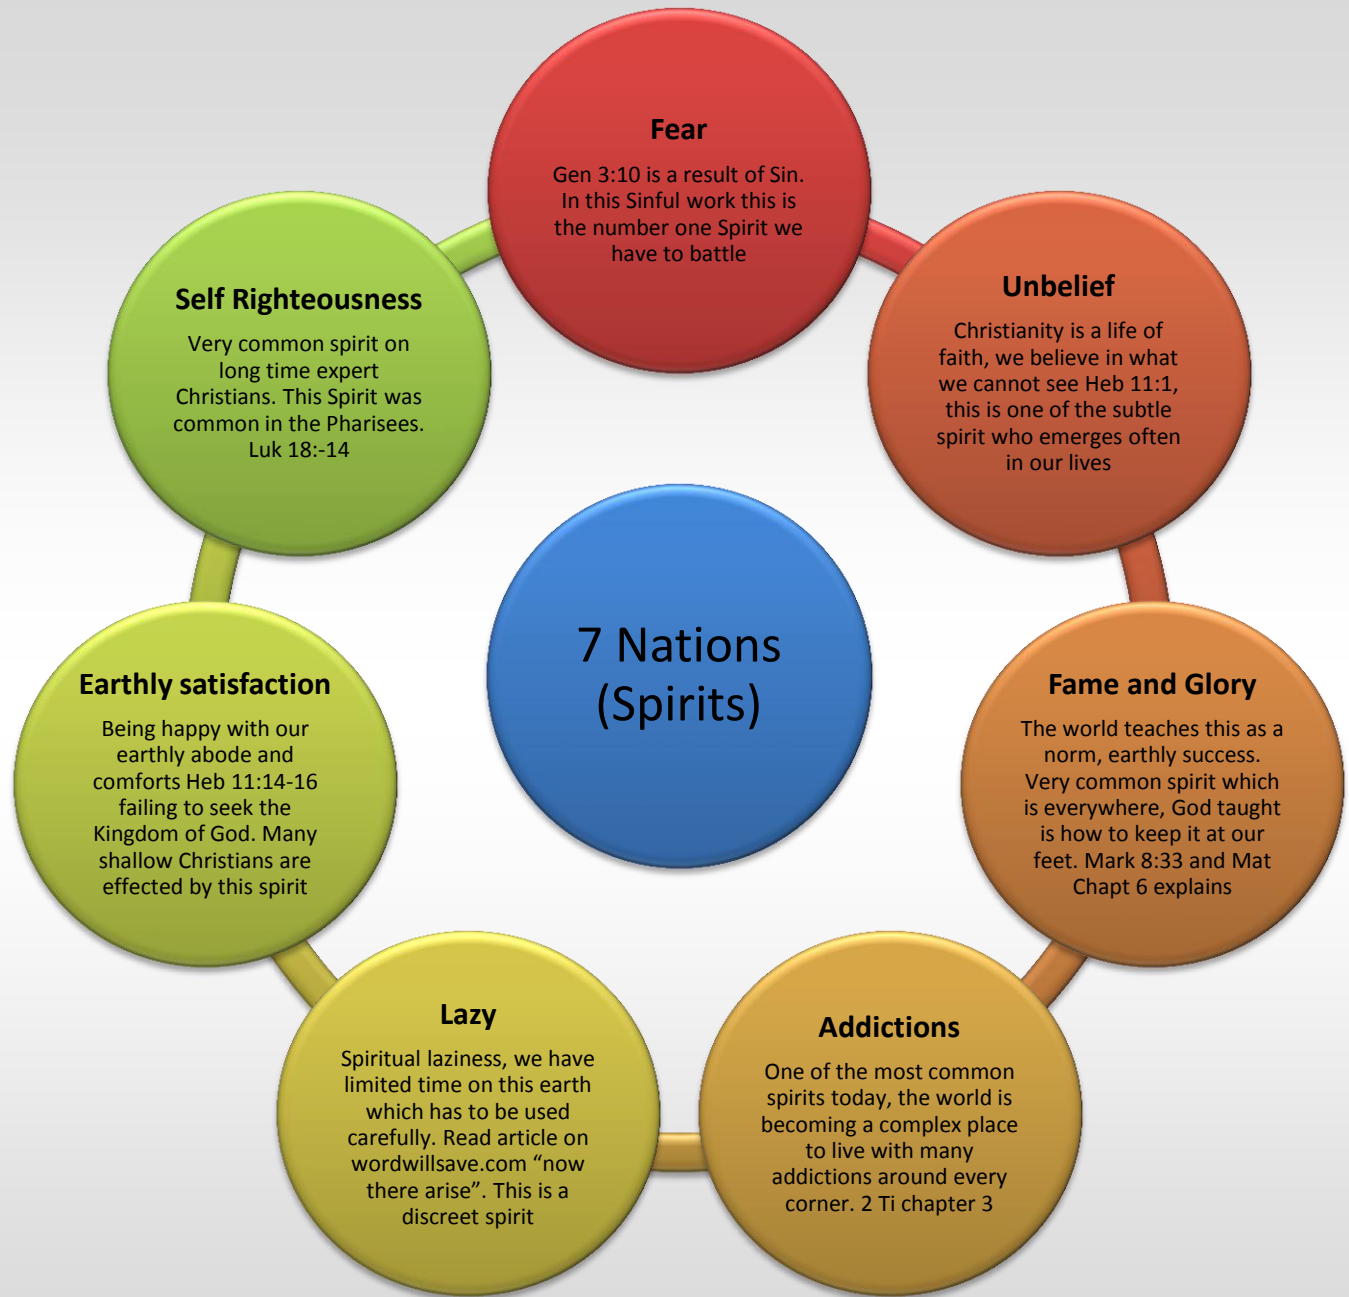 Fear
Gen 3:10 is a result of Sin.
In this Sinful work this is
the number one Spirit we
have to battle
Unbelief
Christianity is a life of
faith, we believe in what
we cannot see Heb 11:1,
this is one of the subtle
spirit who emerges often
in our lives
Fame and Glory
The world teaches this as a
norm, earthly success.
Very common spirit which
is everywhere, God taught
is how to keep it at our
feet. Mark 8:33 and Mat
Chapt 6 explains
Addictions
One of the most common
spirits today, the world is
becoming a complex place
to live with many
addictions around every
corner. 2 Ti chapter 3
Lazy
Spiritual laziness, we have
limited time on this earth
which has to be used
carefully. Read article on
wordwillsave.com “now
there arise”. This is a
discreet spirit
Earthly satisfaction
Being happy with our
earthly abode and
comforts Heb 11:14-16
failing to seek the
Kingdom of God. Many
shallow Christians are
effected by this spirit
Self Righteousness
Very common spirit on
long time expert
Christians. This Spirit was
common in the Pharisees.
Luk 18:-14
7 Nations
(Spirits)